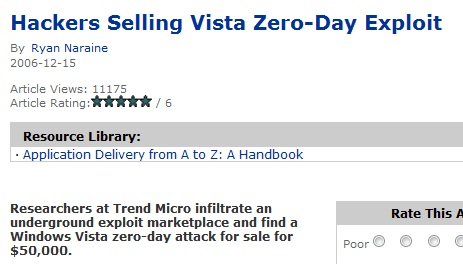 Hackers Selling Vista Zero-Day Exploit
By Ryan Naraine
2006-12-15
Article Views: 11175
Article Rating: / 6
Resource Library:
· Application Delivery from A to Z: A Handbook
Researchers at Trend Micro infiltrate an
underground exploit marketplace and find a
Windows Vista zero-day attack for sale for
$50,000.
Rate This A
Poor